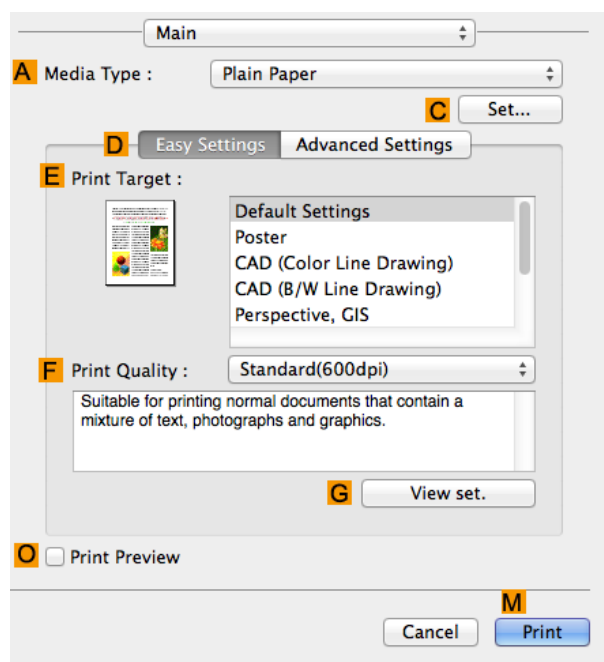 Main
A Media Type : Plain Paper
C Set...
D Easy Settings Advanced Settings
E Print Target :
Default Settings
Poster
CAD (Color Line Drawing)
CAD (B/W Line Drawing)
Perspective, GIS
F Print Quality : Standard(600dpi)
Suitable for printing normal documents that contain a
mixture of text, photographs and graphics.
G View set.
O Print Preview
M
Cancel Print